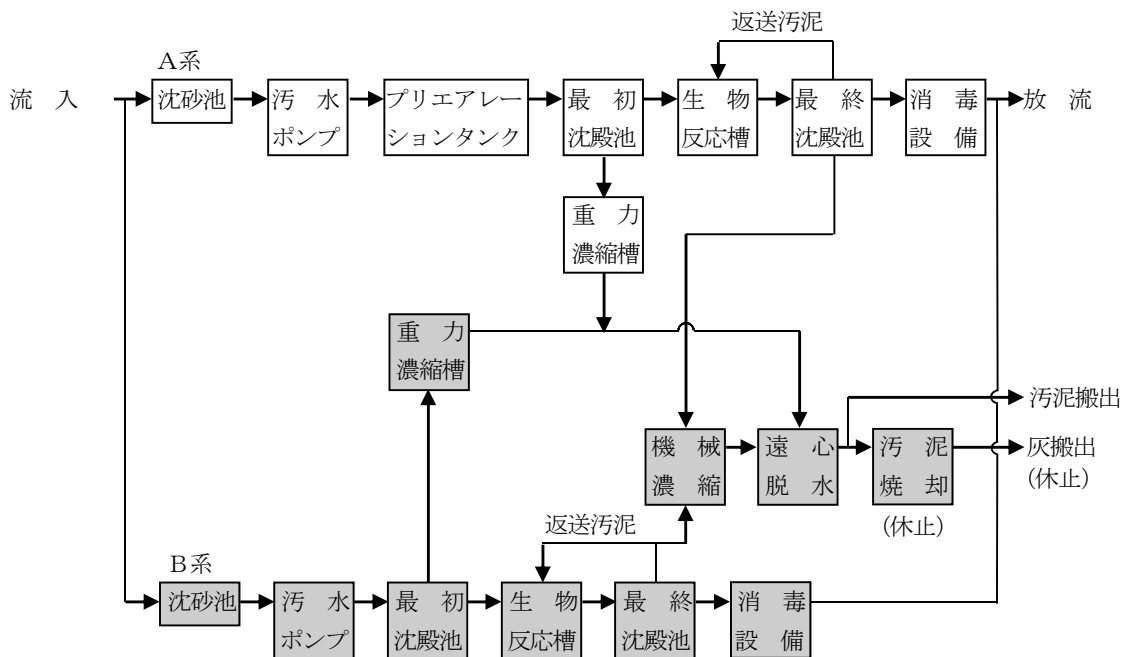 返送汚泥
A系
流 入
沈砂池
汚 水
ポンプ
プリエアレー
ションタンク
最 初
沈殿池
生 物
反応槽
最 終
沈殿池
消 毒
設 備
放 流
重 力
濃縮槽
重 力
濃縮槽
汚泥搬出
機 械
濃 縮
遠 心
脱 水
汚 泥
焼 却
(休止)
灰搬出
(休止)
返送汚泥
B系
沈砂池
汚 水
ポンプ
最 初
沈殿池
生 物
反応槽
最 終
沈殿池
消 毒
設 備